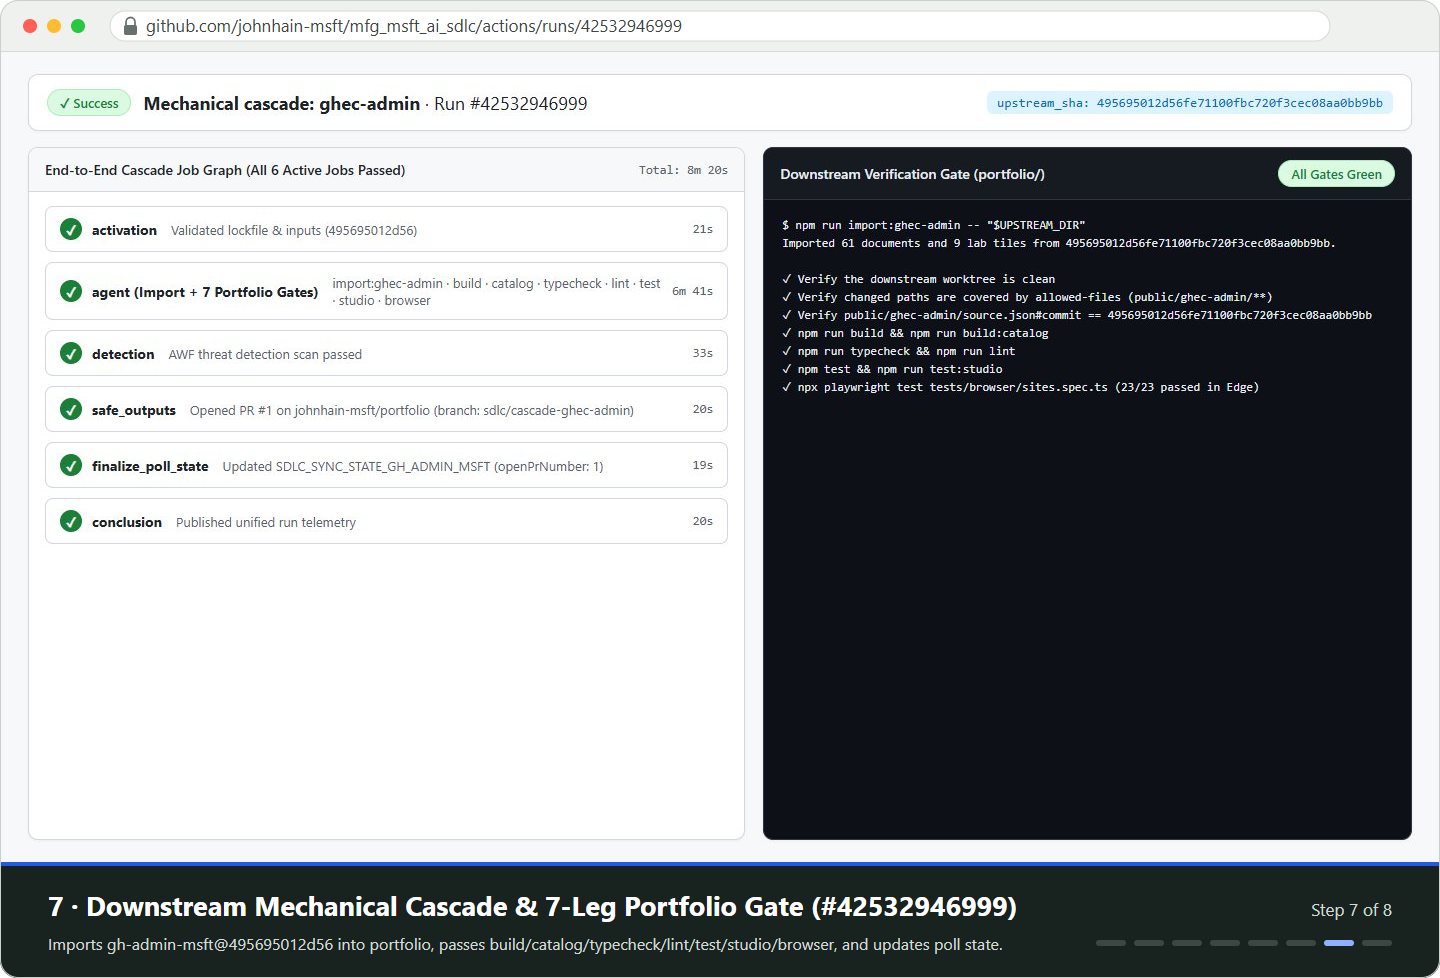 github.com/johnhain-msft/mfg_msft_ai_sdlc/actions/runs/42532946999
✓ Success
Mechanical cascade: ghec-admin · Run #42532946999
upstream_sha: 495695012d56fe71100fbc720f3cec08aa0bb9bb
End-to-End Cascade Job Graph (All 6 Active Jobs Passed)
Total: 8m 20s
activation Validated lockfile & inputs (495695012d56) 21s
agent (Import + 7 Portfolio Gates) import:ghec-admin · build · catalog · typecheck · lint · test
· studio · browser 6m 41s
detection AWF threat detection scan passed 33s
safe_outputs Opened PR #1 on johnhain-msft/portfolio (branch: sdlc/cascade-ghec-admin) 20s
finalize_poll_state Updated SDLC_SYNC_STATE_GH_ADMIN_MSFT (openPrNumber: 1) 19s
conclusion Published unified run telemetry 20s
Downstream Verification Gate (portfolio/)
All Gates Green
$ npm run import:ghec-admin -- "$UPSTREAM_DIR"
Imported 61 documents and 9 lab tiles from 495695012d56fe71100fbc720f3cec08aa0bb9bb.
✓ Verify the downstream worktree is clean
✓ Verify changed paths are covered by allowed-files (public/ghec-admin/**)
✓ Verify public/ghec-admin/source.json#commit == 495695012d56fe71100fbc720f3cec08aa0bb9bb
✓ npm run build && npm run build:catalog
✓ npm run typecheck && npm run lint
✓ npm test && npm run test:studio
✓ npx playwright test tests/browser/sites.spec.ts (23/23 passed in Edge)
7 · Downstream Mechanical Cascade & 7-Leg Portfolio Gate (#42532946999)
Imports gh-admin-msft@495695012d56 into portfolio, passes build/catalog/typecheck/lint/test/studio/browser, and updates poll state.
Step 7 of 8